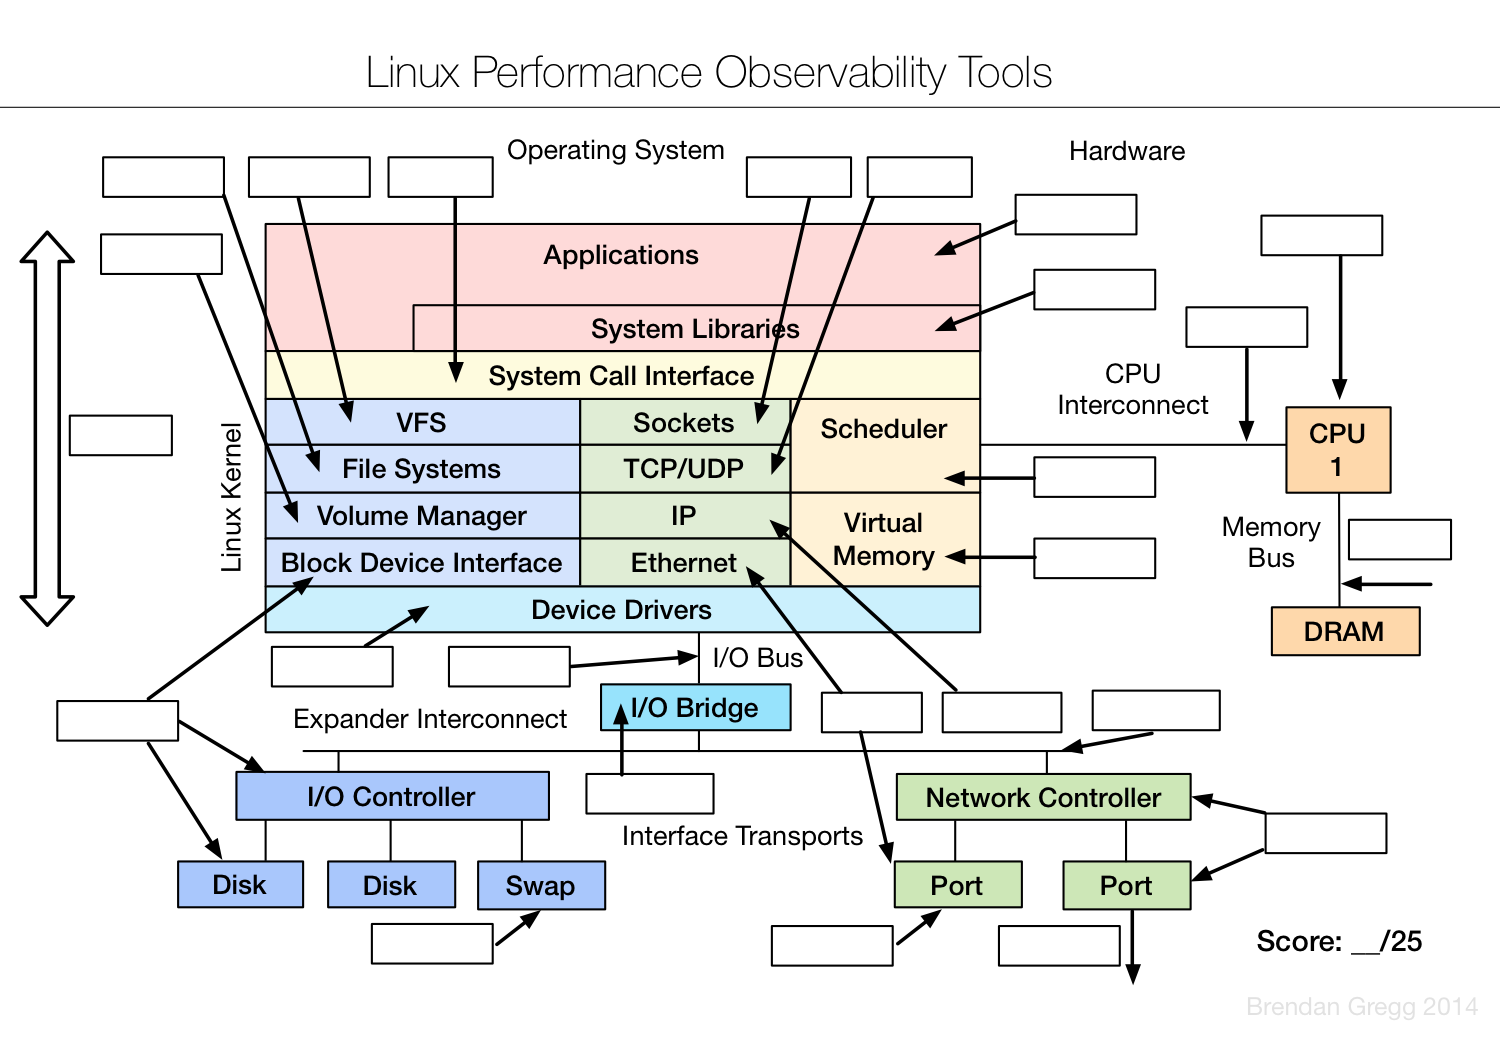 Linux Performance Observability Tools
Operating System
Hardware
Applications
System Libraries
System Call Interface
CPU
Interconnect
VFS
Sockets
Scheduler
CPU
1
File Systems
TCP/UDP
Linux Kernel
Volume Manager
IP
Virtual
Memory
Memory
Bus
Block Device Interface
Ethernet
Device Drivers
DRAM
I/O Bus
Expander Interconnect
I/O Bridge
I/O Controller
Network Controller
Interface Transports
Disk
Disk
Swap
Port
Port
Score: __/25
Brendan Gregg 2014